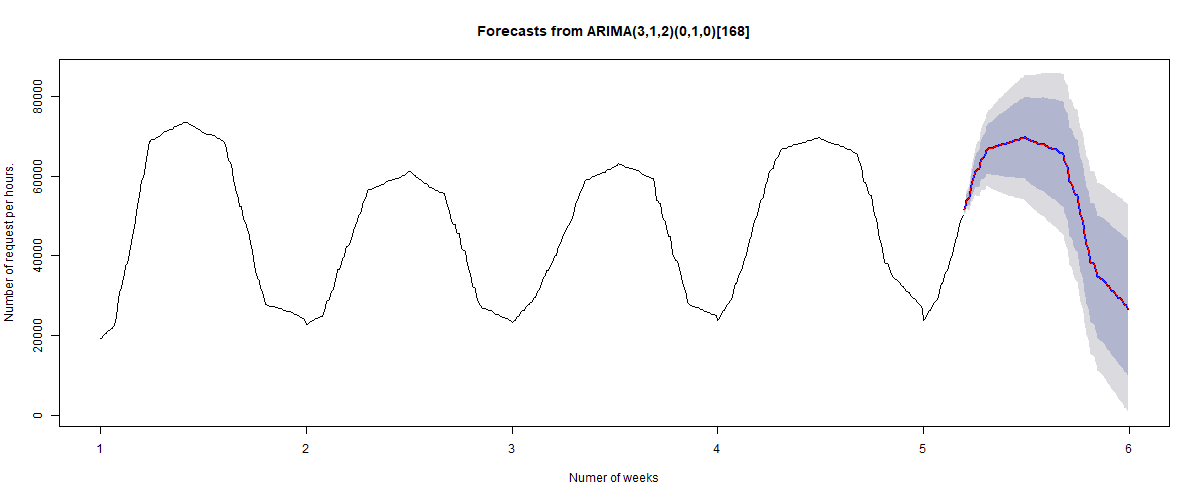 Forecasts from ARIMA(3,1,2)(0,1,0)[168]
Number of request per hours.
80000
60000
40000
20000
0
1 2 3 4 5 6
Numer of weeks